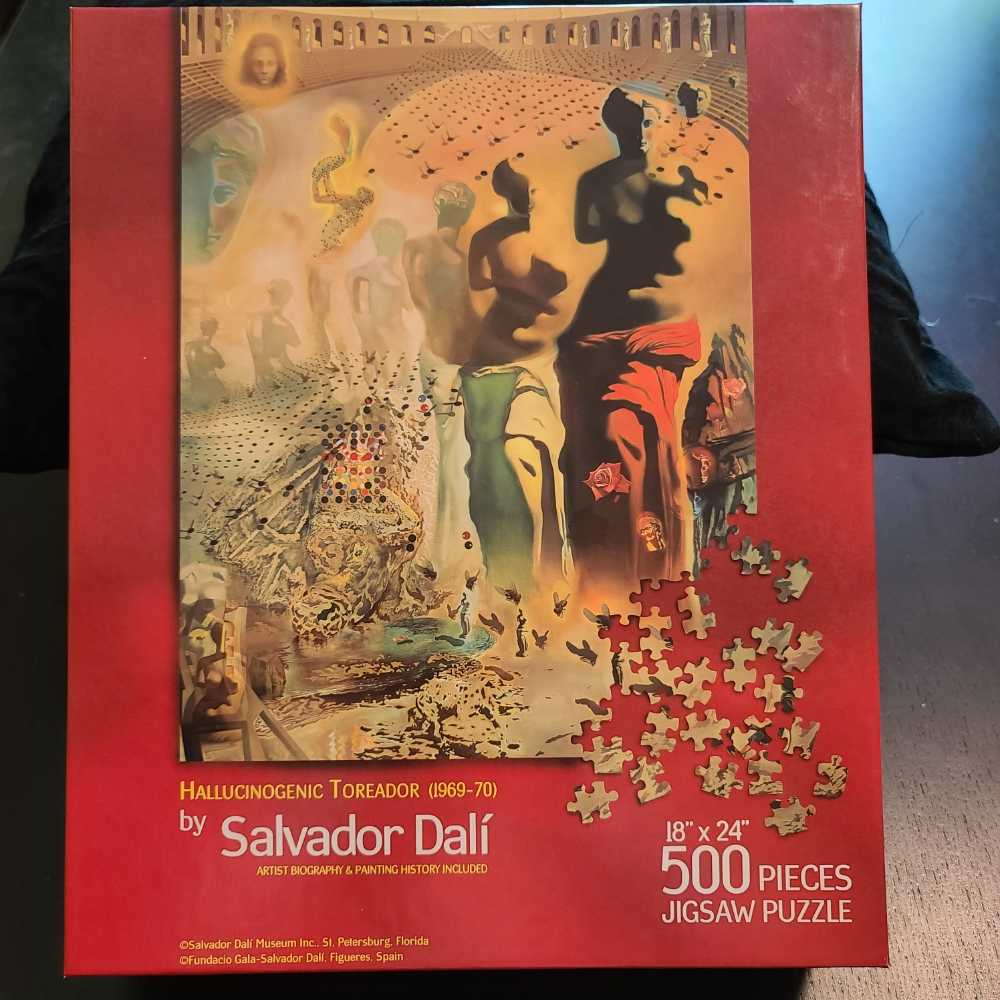 HALLUCINOGENIC TOREADOR (1969-70)
by Salvador Dalí
ARTIST BIOGRAPHY & PAINTING HISTORY INCLUDED
18" x 24"
500 PIECES
JIGSAW PUZZLE
©Salvador Dalí Museum Inc., St. Petersburg, Florida
©Fundacio Gala-Salvador Dalí, Figueres, Spain